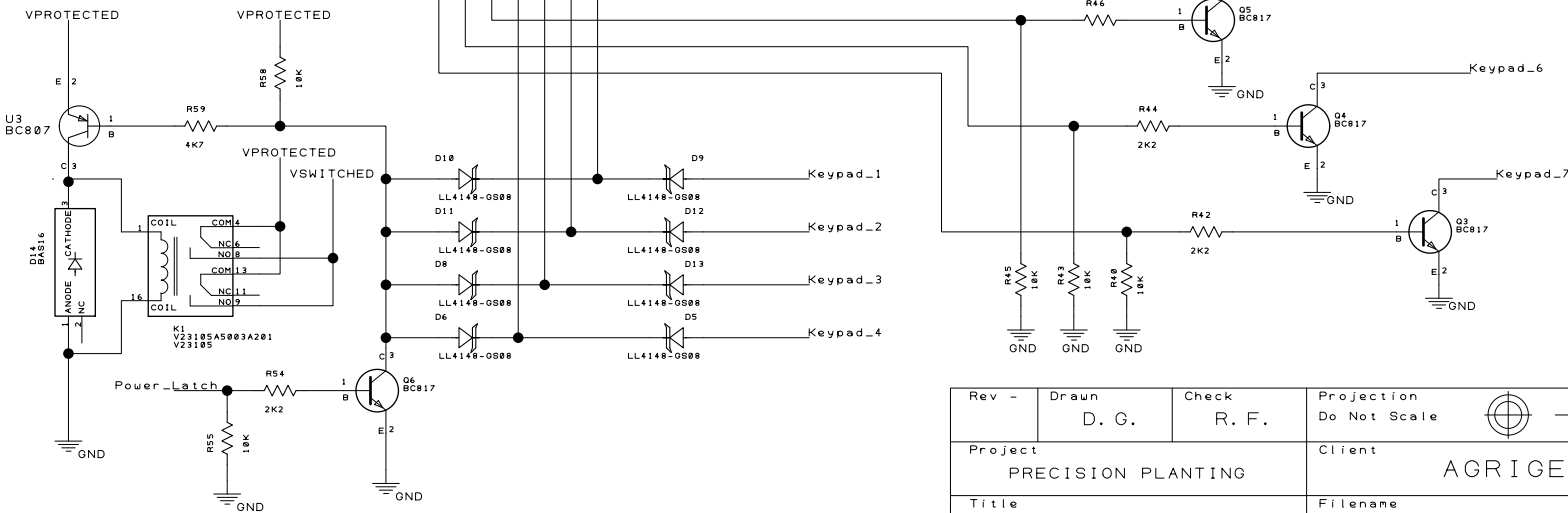 VPROTECTED
VPROTECTED
R46
1
B
Q5
BC817
E 2
GND
R58
10K
E 2
U3
BC807
1
B
R59
4K7
C 3
Keypad_6
C 3
R44
2K2
1
B
Q4
BC817
E 2
GND
VPROTECTED
VSWITCHED
D10
LL4148-GS08
D9
LL4148-GS08
Keypad_1
D11
LL4148-GS08
D12
LL4148-GS08
Keypad_2
D8
LL4148-GS08
D13
LL4148-GS08
Keypad_3
D6
LL4148-GS08
D5
LL4148-GS08
Keypad_4
Keypad_7
C 3
R42
2K2
1
B
Q3
BC817
E 2
GND
3
D14
BAS16
CATHODE
ANODE
NC
1
2
1
COIL
16
COIL
COM 4
NC 6
NO 8
COM 13
NC 11
NO 9
K1
V23105A5003A201
V23105
R45
10K
R43
10K
R40
10K
GND
GND
GND
Power_Latch
R54
2K2
1
B
C 3
Q6
BC817
E 2
R55
10K
GND
GND
GND
Rev -
Drawn
D. G.
Check
R. F.
Projection
Do Not Scale
Project
PRECISION PLANTING
Client
AGRIGE
Title
Filename